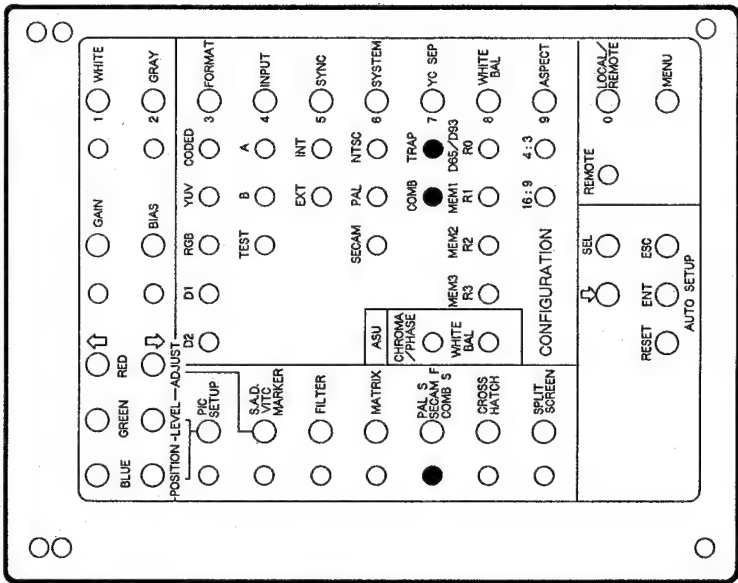 GAIN 1 WHITE
BLUE GREEN RED
BIAS 2 GRAY
POSITION -LEVEL-ADJUST
PIC SETUP D2 D1 RGB YUV CODED 3 FORMAT
S.A.D. VITC MARKER TEST B A 4 INPUT
FILTER EXT INT 5 SYNC
MATRIX ASU SECAM PAL NTSC 6 SYSTEM
PAL S SECAM F COMB S CHROMA /PHASE COMB TRAP 7 YC SEP
CROSS HATCH WHITE BAL MEM3 R3 MEM2 R2 MEM1 R1 D65/D93 R0 8 WHITE BAL
SPLIT SCREEN 16:9 4:3 9 ASPECT
CONFIGURATION
SEL REMOTE 0 LOCAL/ REMOTE
RESET ENT ESC MENU
AUTO SETUP